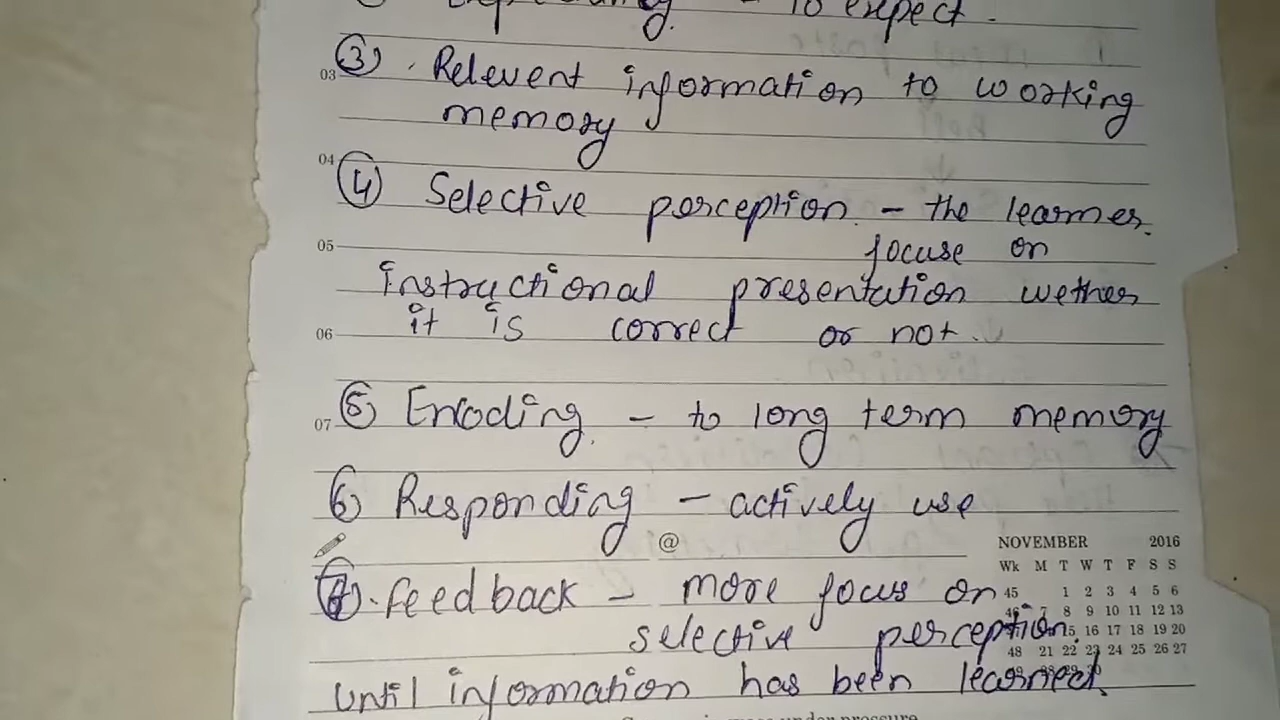 - To expect.
03 ③. Relevent information to working
memory
04
④ Selective perception - the learner
05 focuse on
instructional presentation wether
06 it is correct or not.
07 ⑤ Encoding - to long term memory
⑥ Responding - actively use
@
NOVEMBER 2016
Wk M T W T F S S
⑦. feedback - more focus on
45 1 2 3 4 5 6
46 7 8 9 10 11 12 13
selective perception.
15 16 17 18 19 20
48 21 22 23 24 25 26 27
until information has been learned.
under pressure